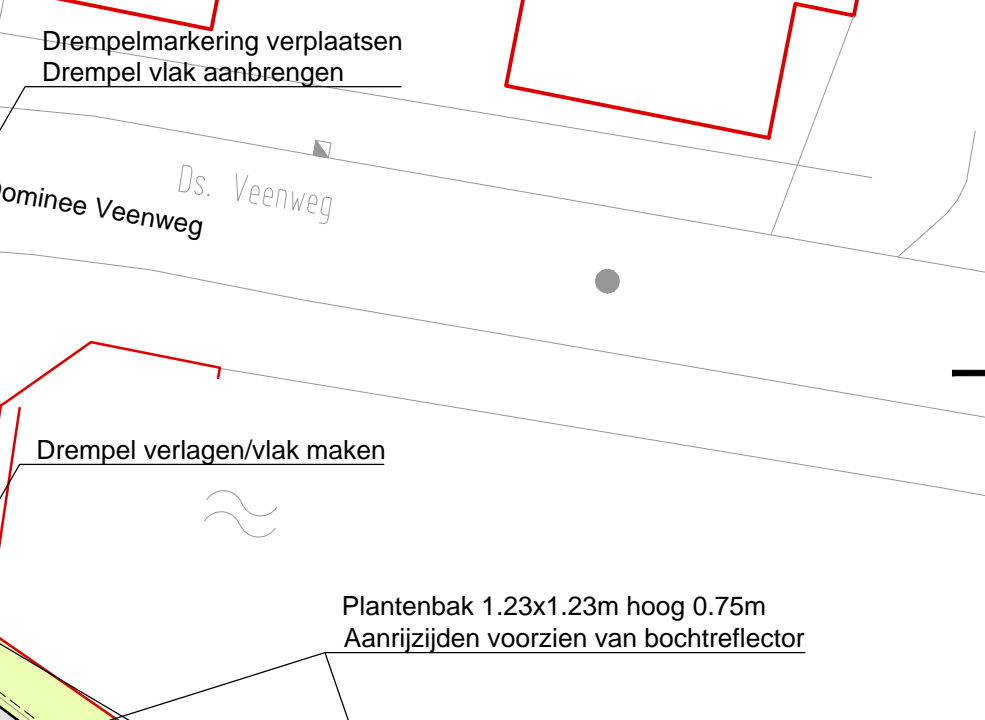 Drempelmarkering verplaatsen
Drempel vlak aanbrengen
Ds. Veenweg
ominee Veenweg
Drempel verlagen/vlak maken
Plantenbak 1.23x1.23m hoog 0.75m
Aanrijzijden voorzien van bochtreflector